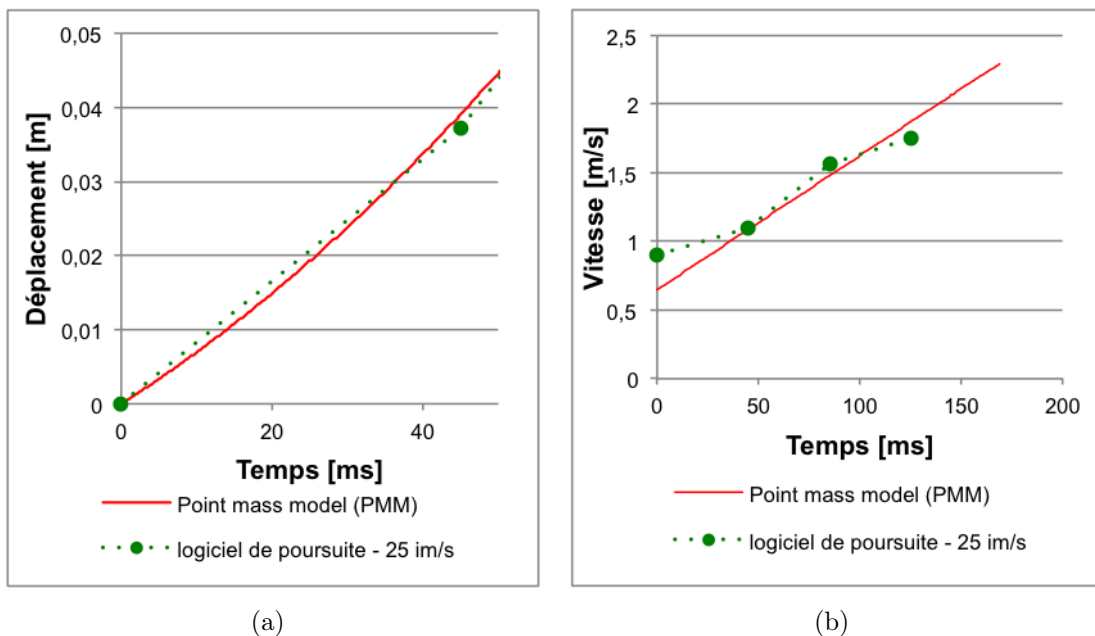 0,05
0,04
0,03
0,02
0,01
0
Déplacement [m]
0
20
40
Temps [ms]
Point mass model (PMM)
logiciel de poursuite - 25 im/s
(a)
2,5
2
1,5
1
0,5
0
Vitesse [m/s]
0
50
100
150
200
Temps [ms]
Point mass model (PMM)
logiciel de poursuite - 25 im/s
(b)